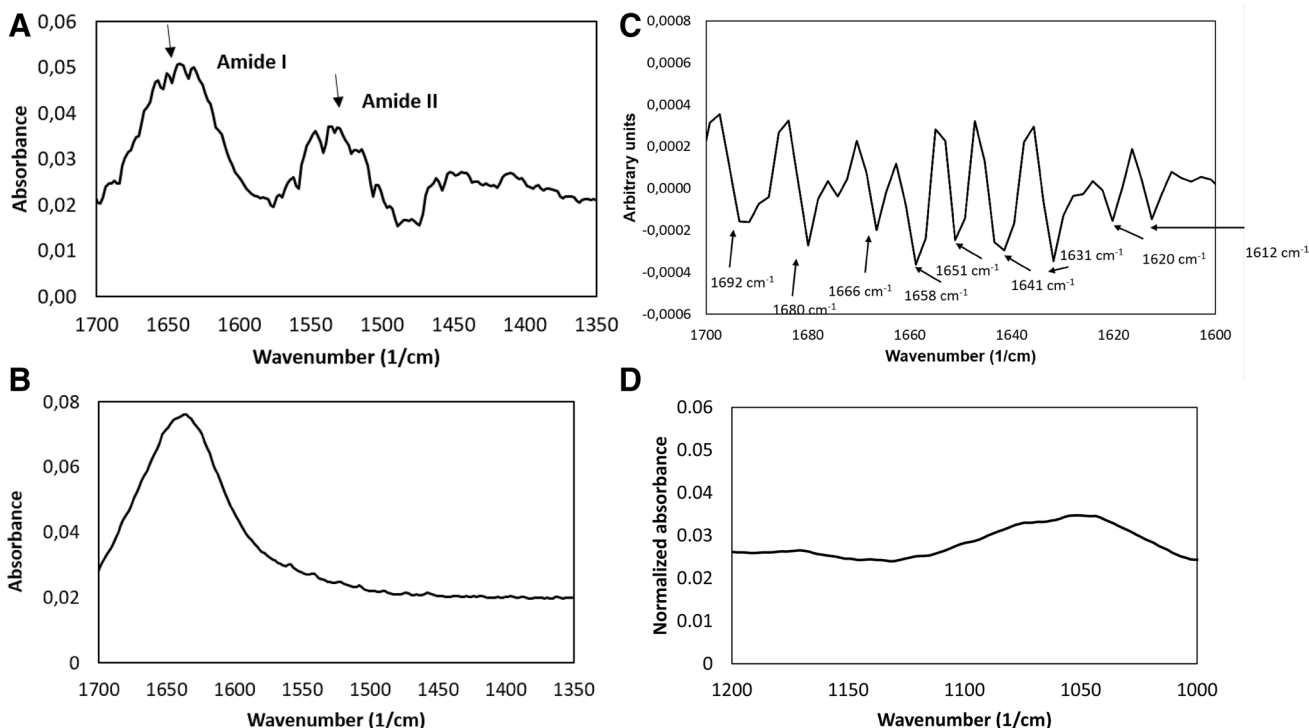 A
0,06
0,05
0,04
0,03
0,02
0,01
0,00
Absorbance
Amide I
Amide II
1700 1650 1600 1550 1500 1450 1400 1350
Wavenumber (1/cm)
C
0,0008
0,0006
0,0004
0,0002
0,0000
-0,0002
-0,0004
-0,0006
Arbitrary units
1692 cm⁻¹
1680 cm⁻¹
1666 cm⁻¹
1658 cm⁻¹
1651 cm⁻¹
1641 cm⁻¹
1631 cm⁻¹
1620 cm⁻¹
1612 cm⁻¹
1700 1680 1660 1640 1620 1600
Wavenumber (1/cm)
B
0,08
0,06
0,04
0,02
0
Absorbance
1700 1650 1600 1550 1500 1450 1400 1350
Wavenumber (1/cm)
D
0.06
0.05
0.04
0.03
0.02
0.01
0
Normalized absorbance
1200 1150 1100 1050 1000
Wavenumber (1/cm)